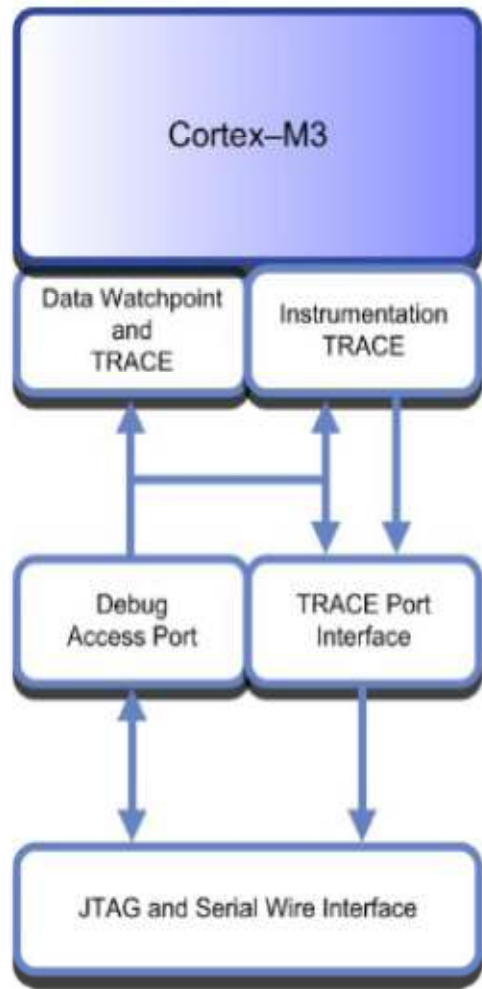 Cortex–M3
Data Watchpoint
and
TRACE
Instrumentation
TRACE
Debug
Access Port
TRACE Port
Interface
JTAG and Serial Wire Interface